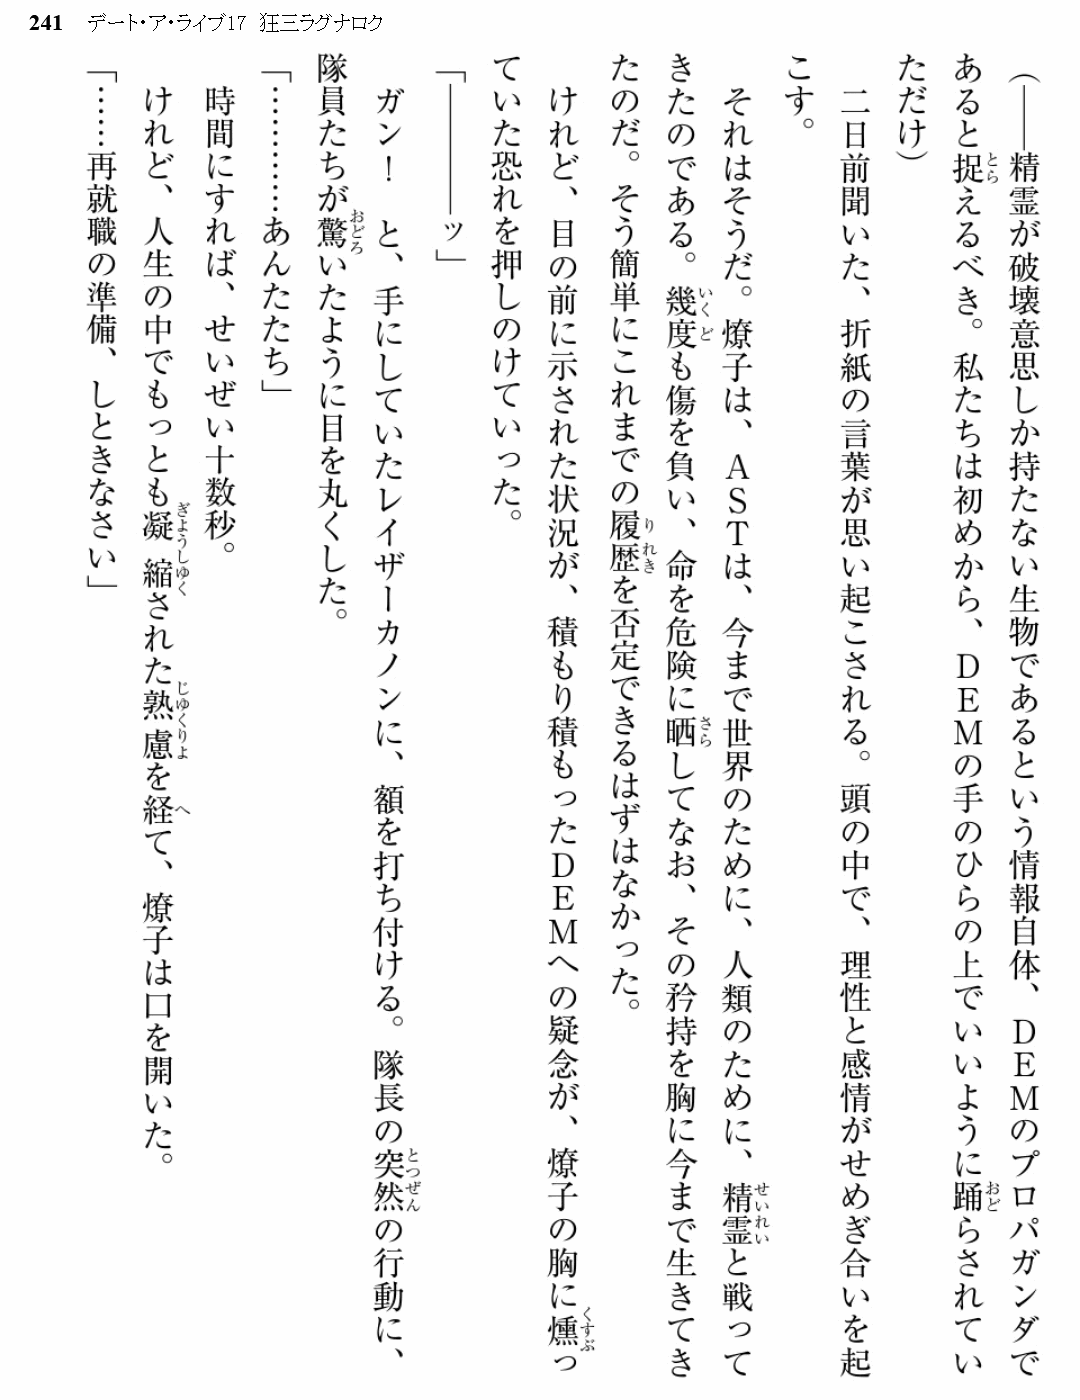 241 デート・ア・ライブ17 狂三ラグナロク
(――精霊が破壊意思しか持たない生物であるという情報自体、ＤＥＭのプロパガンダで
あると捉えるべき。私たちは初めから、ＤＥＭの手のひらの上でいいように踊らされてい
ただけ)
　二日前聞いた、折紙の言葉が思い起こされる。頭の中で、理性と感情がせめぎ合いを起
こす。
　それはそうだ。燎子は、ＡＳＴは、今まで世界のために、人類のために、精霊と戦って
きたのである。幾度も傷を負い、命を危険に晒してなお、その矜持を胸に今まで生きてき
たのだ。そう簡単にこれまでの履歴を否定できるはずはなかった。
　けれど、目の前に示された状況が、積もり積もったＤＥＭへの疑念が、燎子の胸に燻っ
ていた恐れを押しのけていった。
「――――ッ」
　ガン！　と、手にしていたレイザーカノンに、額を打ち付ける。隊長の突然の行動に、
隊員たちが驚いたように目を丸くした。
「…………あんたたち」
　時間にすれば、せいぜい十数秒。
　けれど、人生の中でもっとも凝縮された熟慮を経て、燎子は口を開いた。
「……再就職の準備、しときなさい」